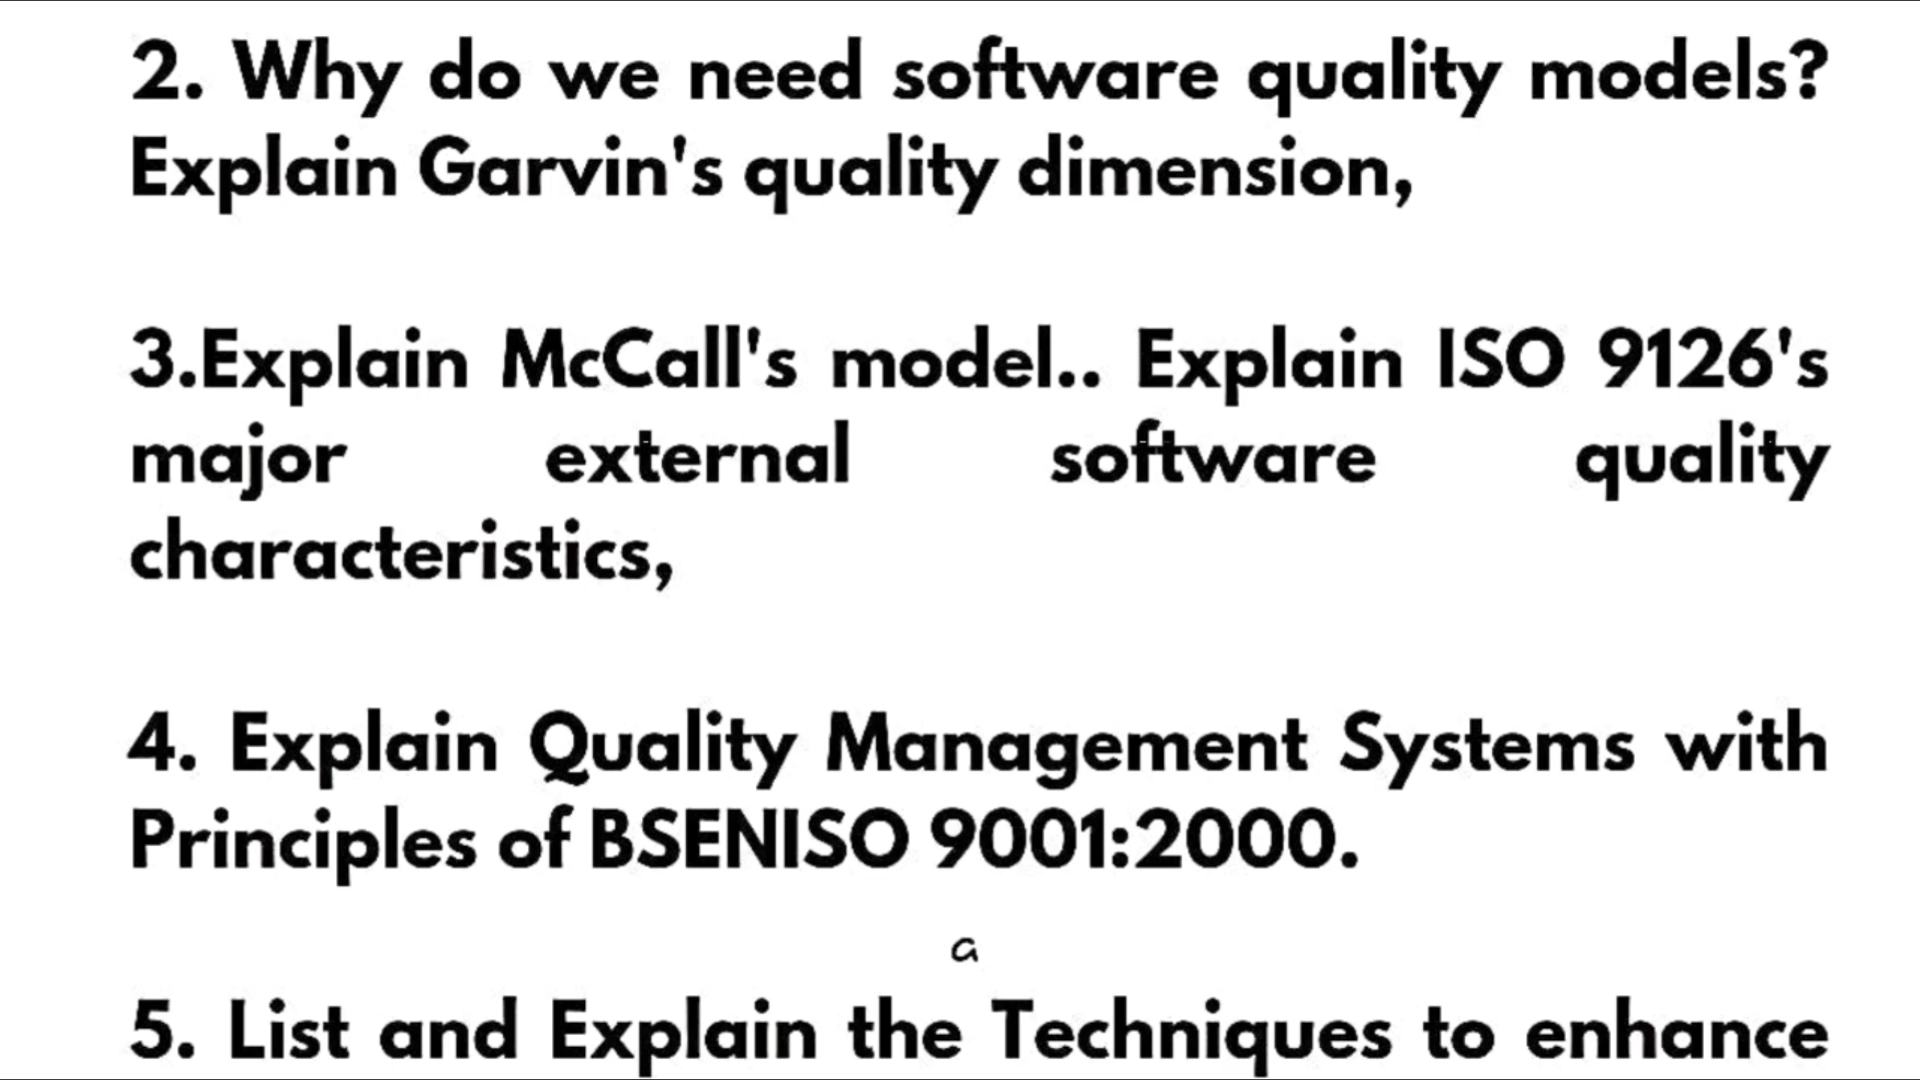 2. Why do we need software quality models?
Explain Garvin's quality dimension,
3.Explain McCall's model.. Explain ISO 9126's
major external software quality
characteristics,
4. Explain Quality Management Systems with
Principles of BSENISO 9001:2000.
a
5. List and Explain the Techniques to enhance